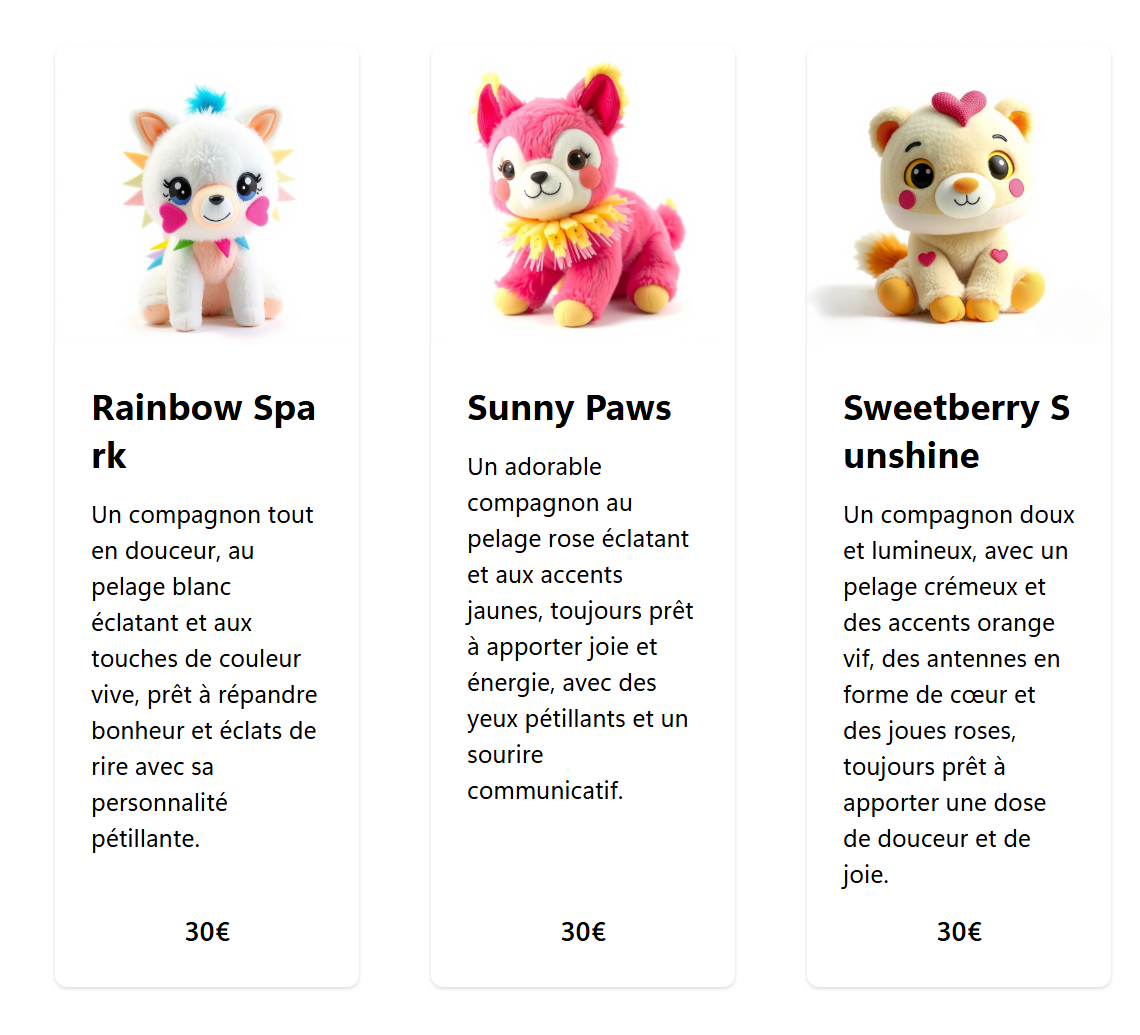 Rainbow Spa
rk
Un compagnon tout
en douceur, au
pelage blanc
éclatant et aux
touches de couleur
vive, prêt à répandre
bonheur et éclats de
rire avec sa
personnalité
pétillante.
30€
Sunny Paws
Un adorable
compagnon au
pelage rose éclatant
et aux accents
jaunes, toujours prêt
à apporter joie et
énergie, avec des
yeux pétillants et un
sourire
communicatif.
30€
Sweetberry S
unshine
Un compagnon doux
et lumineux, avec un
pelage crémeux et
des accents orange
vif, des antennes en
forme de cœur et
des joues roses,
toujours prêt à
apporter une dose
de douceur et de
joie.
30€